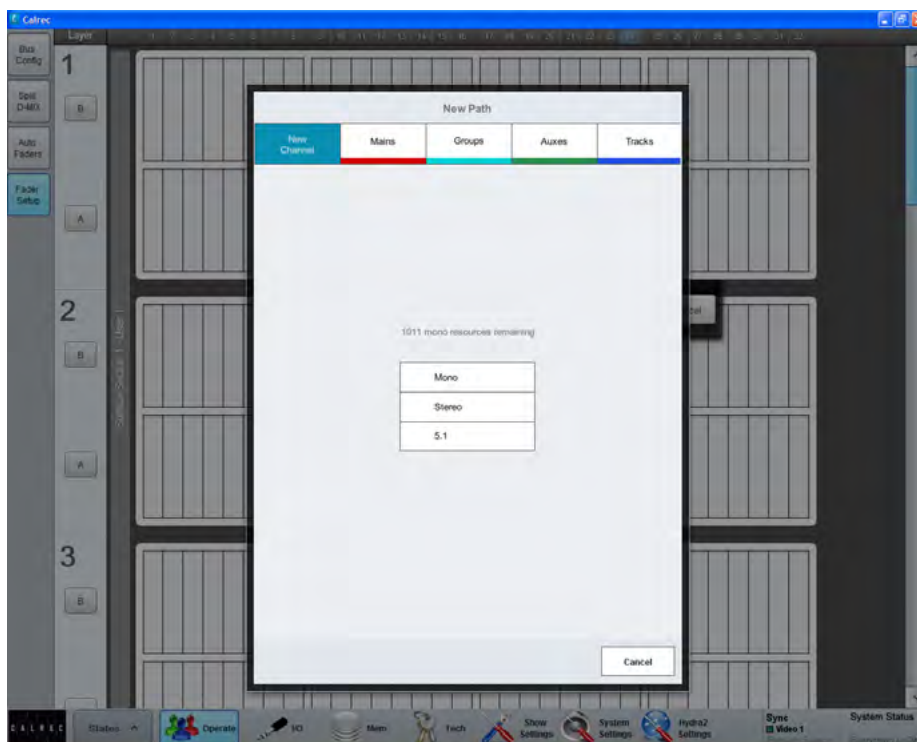 Calrec
Layer
Bus
Config
Spill
D-MIX
Auto
Faders
Fader
Setup
1
B
A
2
B
A
3
B
New Path
New
Channel
Mains
Groups
Auxes
Tracks
1011 mono resources remaining
Mono
Stereo
5.1
Cancel
CALREC
Status
Operate
I/O
Mem
Tech
Show
Settings
System
Settings
Hydra2
Settings
Sync
Video 1
System Status